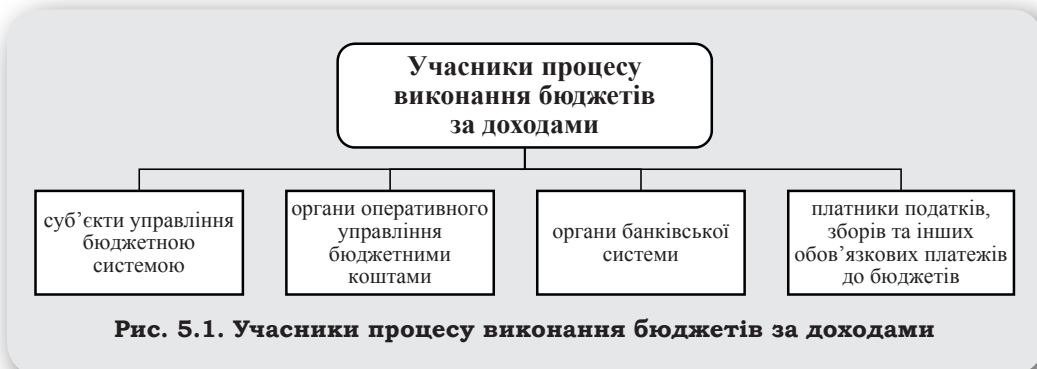 Учасники процесу
виконання бюджетів
за доходами
суб’єкти управління
бюджетною
системою
органи оперативного
управління
бюджетними
коштами
органи банківської
системи
платники податків,
зборів та інших
обов’язкових платежів
до бюджетів
Рис. 5.1. Учасники процесу виконання бюджетів за доходами